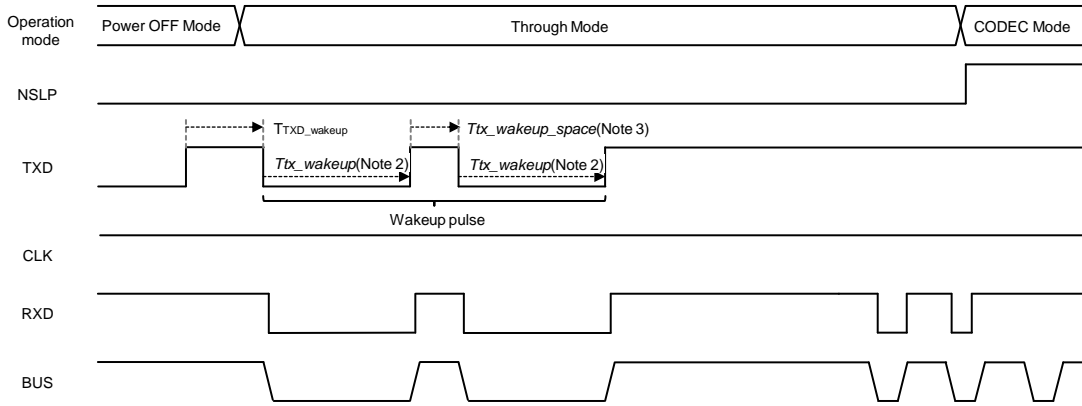 Operation
mode
Power OFF Mode
Through Mode
CODEC Mode
NSLP
TTXD_wakeup
Ttx_wakeup_space(Note 3)
TXD
Ttx_wakeup(Note 2)
Ttx_wakeup(Note 2)
Wakeup pulse
CLK
RXD
BUS